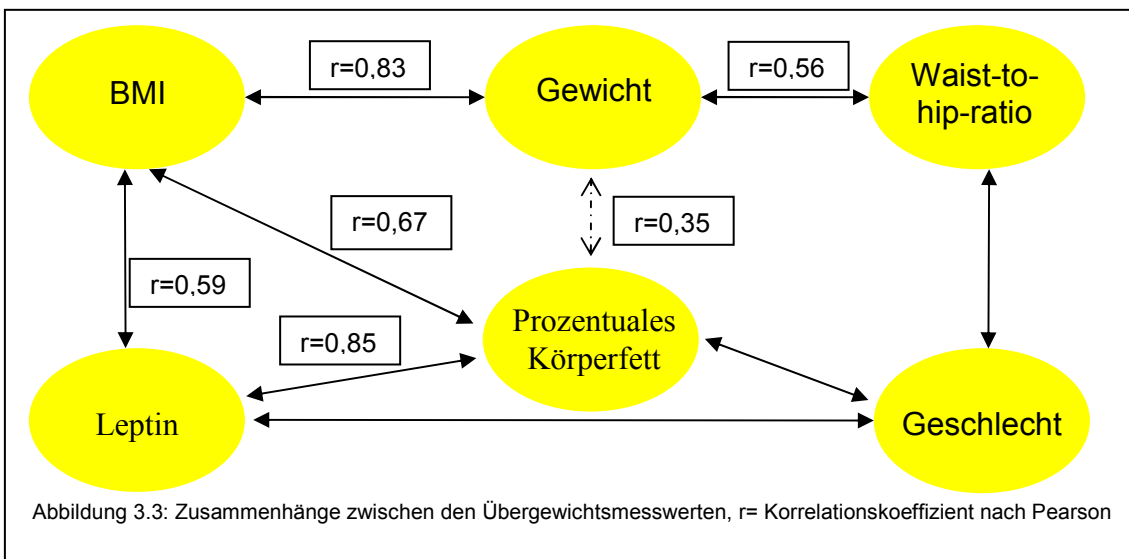 BMI
r=0,83
Gewicht
r=0,56
Waist-to-
hip-ratio
r=0,67
r=0,35
r=0,59
r=0,85
Prozentuales
Körperfett
Leptin
Geschlecht
Abbildung 3.3: Zusammenhänge zwischen den Übergewichtsmesswerten, r= Korrelationskoeffizient nach Pearson